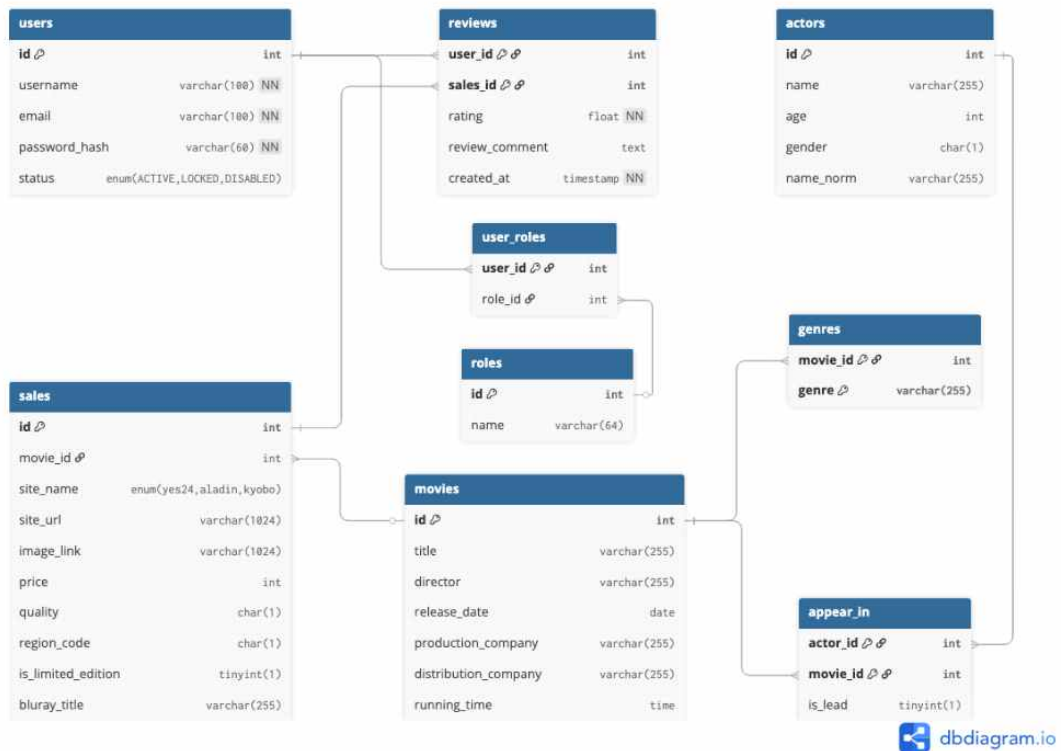 users
id int
username varchar(100) NN
email varchar(100) NN
password_hash varchar(60) NN
status enum(ACTIVE,LOCKED,DISABLED)
reviews
user_id int
sales_id int
rating float NN
review_comment text
created_at timestamp NN
actors
id int
name varchar(255)
age int
gender char(1)
name_norm varchar(255)
user_roles
user_id int
role_id int
roles
id int
name varchar(64)
genres
movie_id int
genre varchar(255)
sales
id int
movie_id int
site_name enum(yes24,aladin,kyobo)
site_url varchar(1024)
image_link varchar(1024)
price int
quality char(1)
region_code char(1)
is_limited_edition tinyint(1)
bluray_title varchar(255)
movies
id int
title varchar(255)
director varchar(255)
release_date date
production_company varchar(255)
distribution_company varchar(255)
running_time time
appear_in
actor_id int
movie_id int
is_lead tinyint(1)
dbdiagram.io